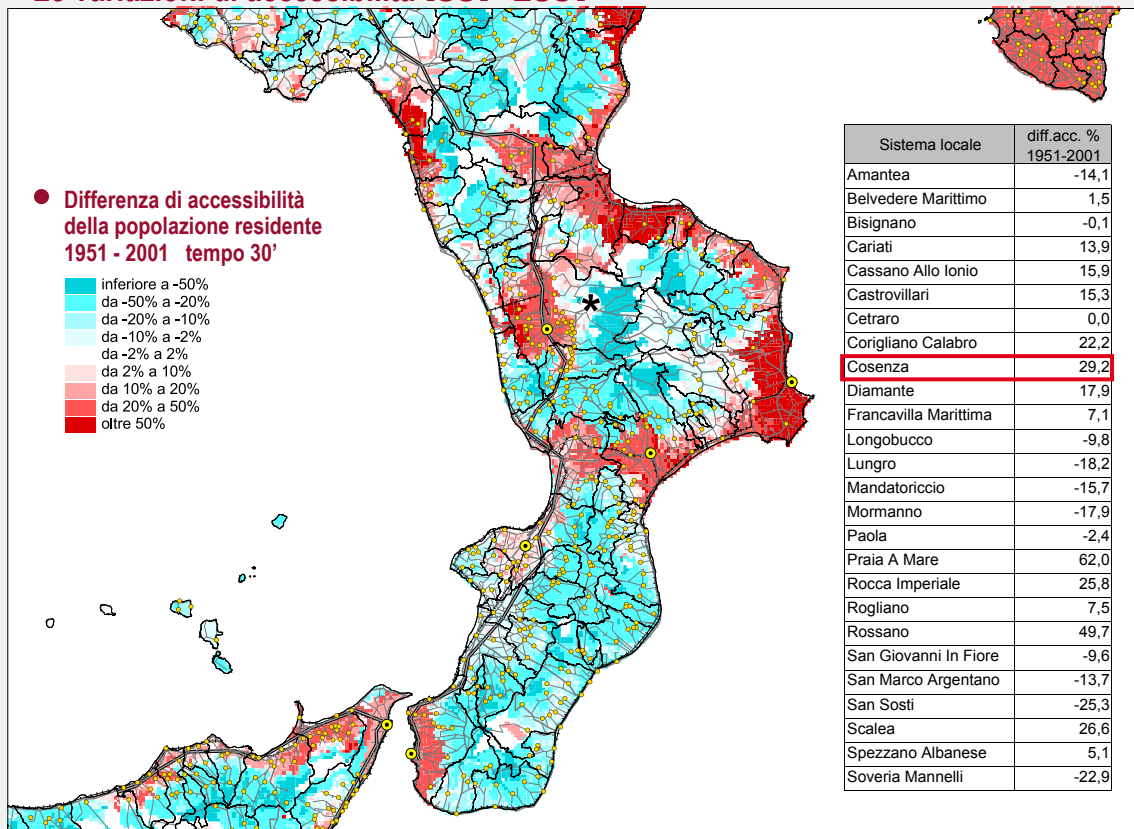 Le variazioni di accessibilità 1951 - 2001
Differenza di accessibilità
della popolazione residente
1951 - 2001 tempo 30'
inferiore a -50%
da -50% a -20%
da -20% a -10%
da -10% a -2%
da -2% a 2%
da 2% a 10%
da 10% a 20%
da 20% a 50%
oltre 50%
*
Sistema locale diff.acc. % 1951-2001
Amantea -14,1
Belvedere Marittimo 1,5
Bisignano -0,1
Cariati 13,9
Cassano Allo Ionio 15,9
Castrovillari 15,3
Cetraro 0,0
Corigliano Calabro 22,2
Cosenza 29,2
Diamante 17,9
Francavilla Marittima 7,1
Longobucco -9,8
Lungro -18,2
Mandatoriccio -15,7
Mormanno -17,9
Paola -2,4
Praia A Mare 62,0
Rocca Imperiale 25,8
Rogliano 7,5
Rossano 49,7
San Giovanni In Fiore -9,6
San Marco Argentano -13,7
San Sosti -25,3
Scalea 26,6
Spezzano Albanese 5,1
Soveria Mannelli -22,9